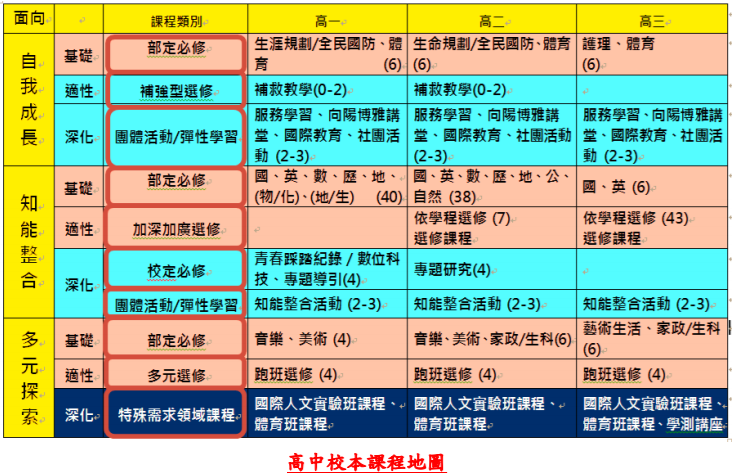 面向 課程類別 高一 高二 高三
自我成長
基礎 部定必修 生涯規劃/全民國防、體育 (6) 生命規劃/全民國防、體育 (6) 護理、體育 (6)
適性 補強型選修 補救教學(0-2) 補救教學(0-2)
深化 團體活動/彈性學習 服務學習、向陽博雅講堂、國際教育、社團活動 (2-3) 服務學習、向陽博雅講堂、國際教育、社團活動 (2-3) 服務學習、向陽博雅講堂、國際教育、社團活動 (2-3)
知能整合
基礎 部定必修 國、英、數、歷、地、(物/化)、(地/生) (40) 國、英、數、歷、地、公、自然 (38) 國、英 (6)
適性 加深加廣選修 依學程選修 (7) 選修課程 依學程選修 (43) 選修課程
深化 校定必修 青春踩踏紀錄 / 數位科技、專題導引(4) 專題研究(4)
團體活動/彈性學習 知能整合活動 (2-3) 知能整合活動 (2-3) 知能整合活動 (2-3)
多元探索
基礎 部定必修 音樂、美術 (4) 音樂、美術、家政/生科(6) 藝術生活、家政/生科 (6)
適性 多元選修 跑班選修 (4) 跑班選修 (4) 跑班選修 (4)
深化 特殊需求領域課程 國際人文實驗班課程、體育班課程 國際人文實驗班課程、體育班課程 國際人文實驗班課程、體育班課程、學測講座
高中校本課程地圖